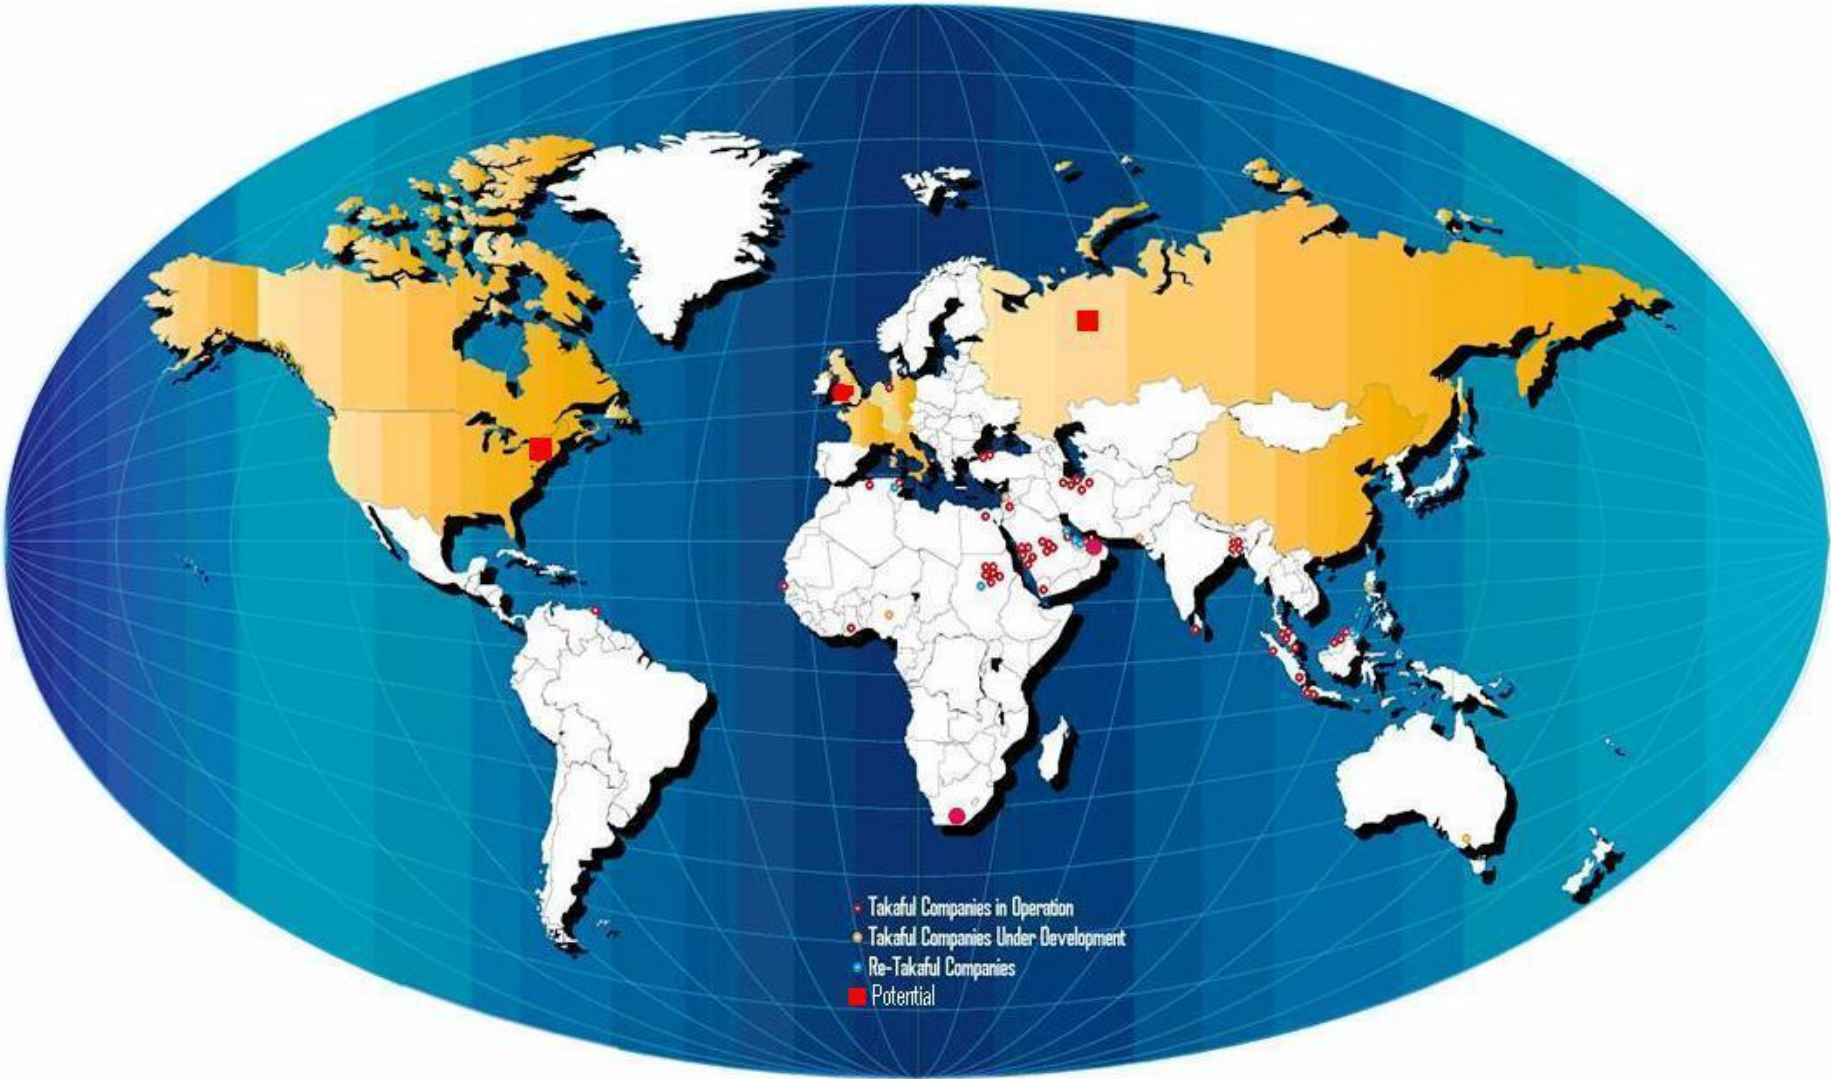 Takaful Companies in Operation
Takaful Companies Under Development
Re-Takaful Companies
Potential